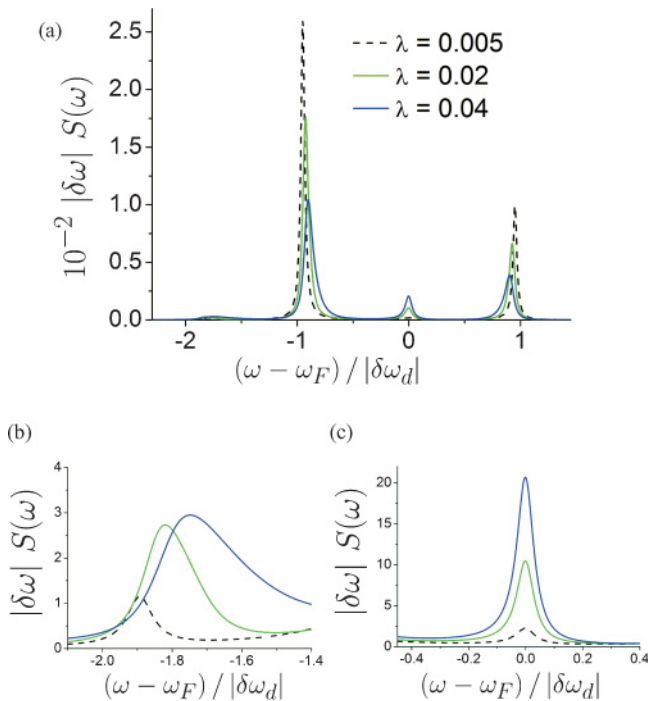 (a)
2.5
2.0
1.5
1.0
0.5
0.0
10⁻² |δω| S(ω)
λ = 0.005
λ = 0.02
λ = 0.04
-2 -1 0 1
(ω − ω_F) / |δω_d|
(b)
4
3
2
1
0
|δω| S(ω)
-2.0 -1.8 -1.6 -1.4
(ω − ω_F) / |δω_d|
(c)
20
15
10
5
0
|δω| S(ω)
-0.4 -0.2 0.0 0.2 0.4
(ω − ω_F) / |δω_d|